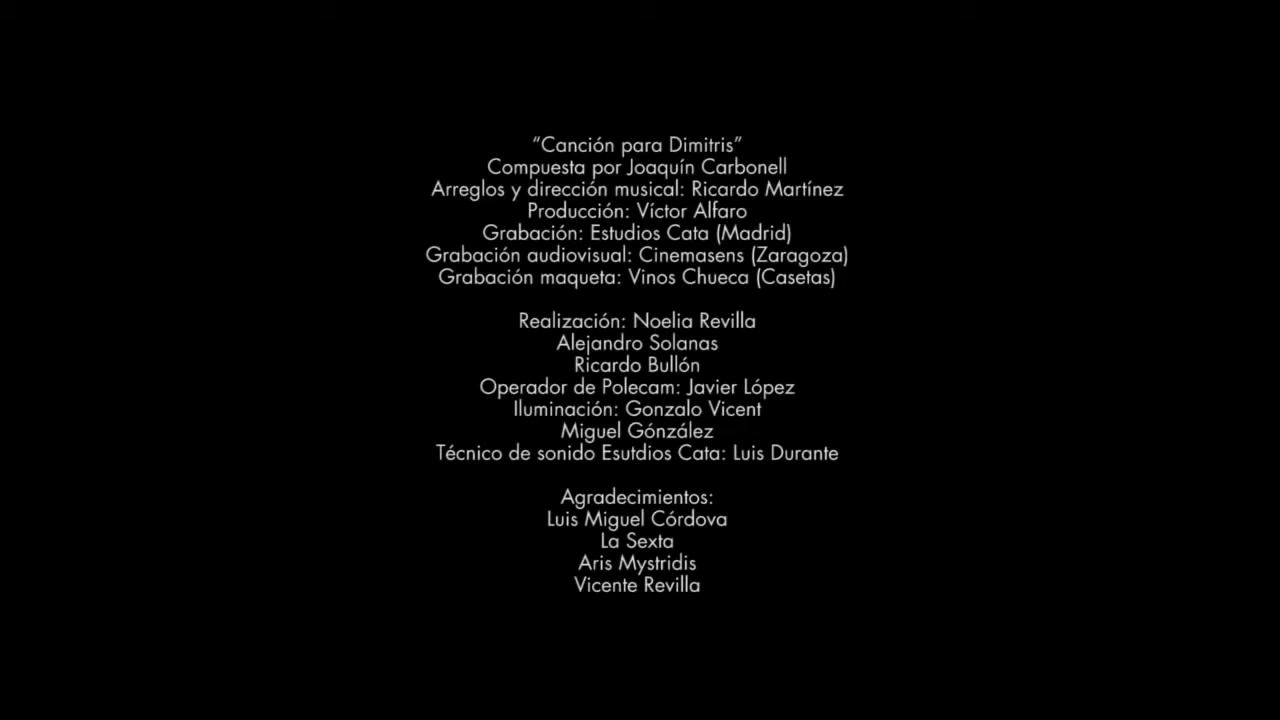 “Canción para Dimitris”
Compuesta por Joaquín Carbonell
Arreglos y dirección musical: Ricardo Martínez
Producción: Víctor Alfaro
Grabación: Estudios Cata (Madrid)
Grabación audiovisual: Cinemasens (Zaragoza)
Grabación maqueta: Vinos Chueca (Casetas)
Realización: Noelia Revilla
Alejandro Solanas
Ricardo Bullón
Operador de Polecam: Javier López
Iluminación: Gonzalo Vicent
Miguel Gónzález
Técnico de sonido Esutdios Cata: Luis Durante
Agradecimientos:
Luis Miguel Córdova
La Sexta
Aris Mystridis
Vicente Revilla